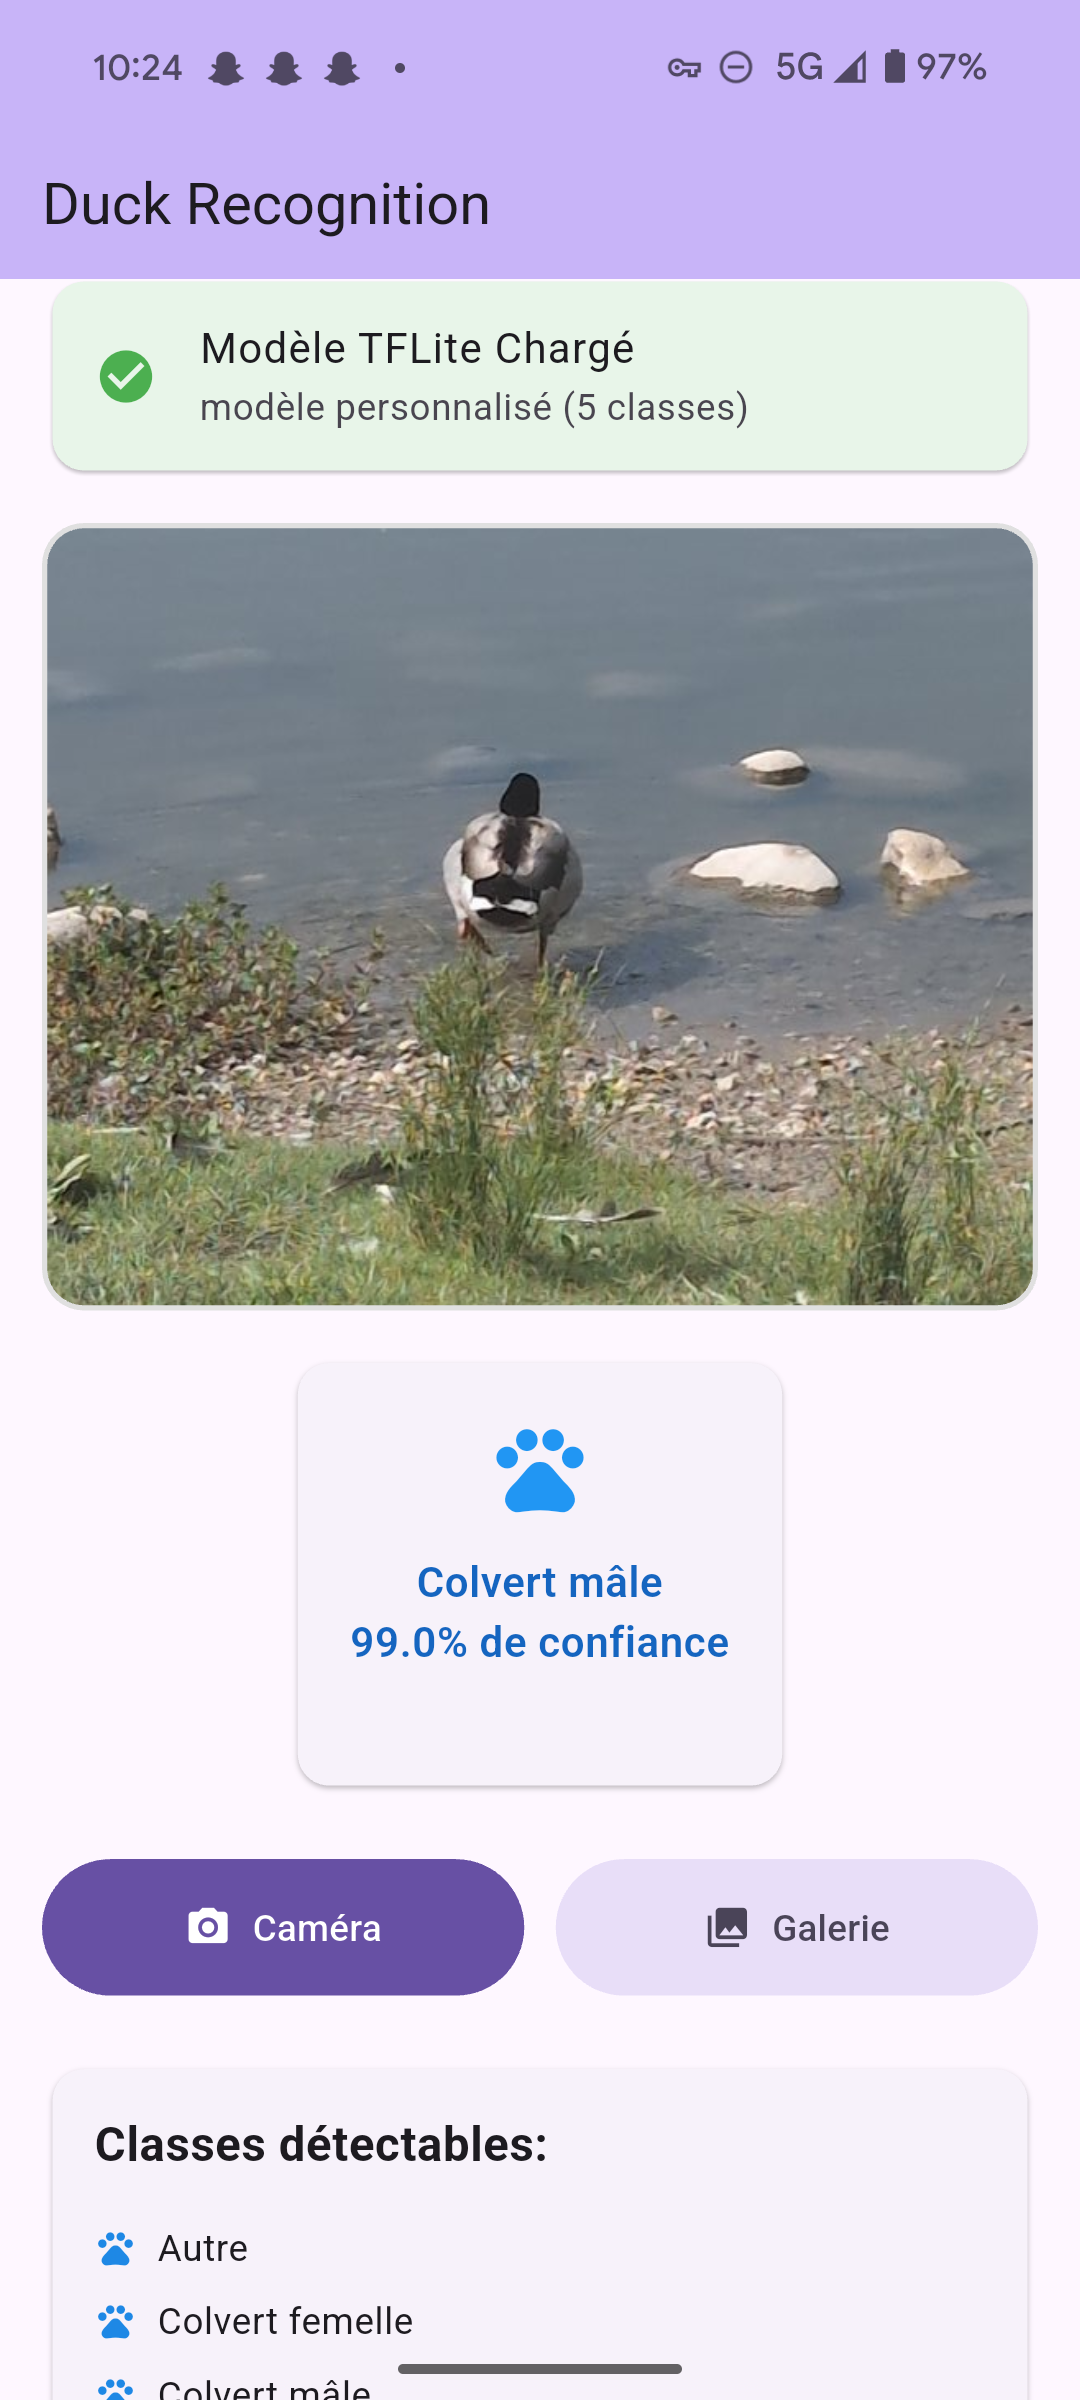 10:24
5G
97%
Duck Recognition
Modèle TFLite Chargé
modèle personnalisé (5 classes)
Colvert mâle
99.0% de confiance
Caméra
Galerie
Classes détectables:
Autre
Colvert femelle
Colvert mâle